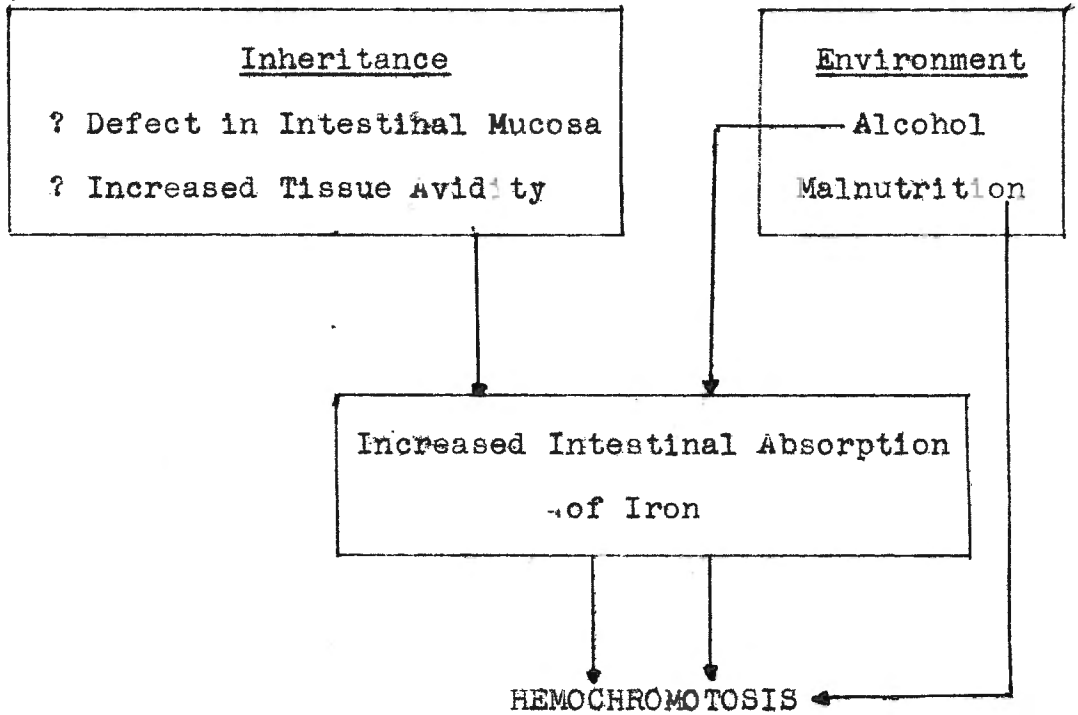 Inheritance
? Defect in Intestinal Mucosa
? Increased Tissue Avidity
Environment
Alcohol
Malnutrition
Increased Intestinal Absorption
of Iron
HEMOCHROMOTOSIS